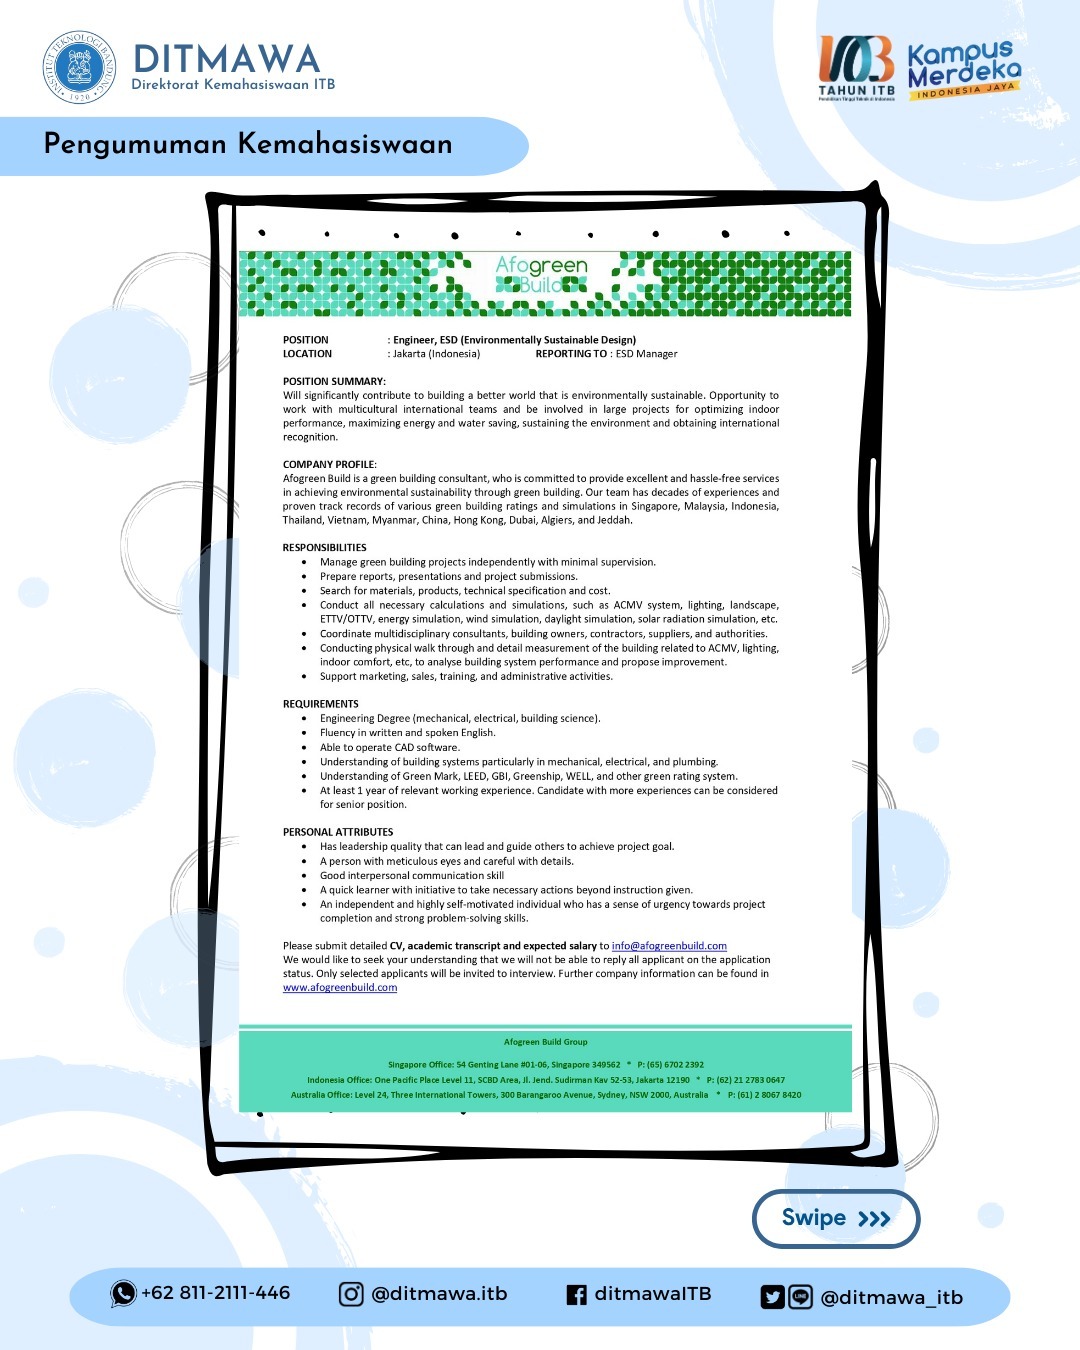 INSTITUT TEKNOLOGI BANDUNG
1920
DITMAWA
Direktorat Kemahasiswaan ITB
103
TAHUN ITB
Pendidikan Tinggi Teknik di Indonesia
Kampus
Merdeka
INDONESIA JAYA
Pengumuman Kemahasiswaan
Afogreen
Build
POSITION : Engineer, ESD (Environmentally Sustainable Design)
LOCATION : Jakarta (Indonesia) REPORTING TO : ESD Manager
POSITION SUMMARY:
Will significantly contribute to building a better world that is environmentally sustainable. Opportunity to
work with multicultural international teams and be involved in large projects for optimizing indoor
performance, maximizing energy and water saving, sustaining the environment and obtaining international
recognition.
COMPANY PROFILE:
Afogreen Build is a green building consultant, who is committed to provide excellent and hassle-free services
in achieving environmental sustainability through green building. Our team has decades of experiences and
proven track records of various green building ratings and simulations in Singapore, Malaysia, Indonesia,
Thailand, Vietnam, Myanmar, China, Hong Kong, Dubai, Algiers, and Jeddah.
RESPONSIBILITIES
• Manage green building projects independently with minimal supervision.
• Prepare reports, presentations and project submissions.
• Search for materials, products, technical specification and cost.
• Conduct all necessary calculations and simulations, such as ACMV system, lighting, landscape,
ETTV/OTTV, energy simulation, wind simulation, daylight simulation, solar radiation simulation, etc.
• Coordinate multidisciplinary consultants, building owners, contractors, suppliers, and authorities.
• Conducting physical walk through and detail measurement of the building related to ACMV, lighting,
indoor comfort, etc, to analyse building system performance and propose improvement.
• Support marketing, sales, training, and administrative activities.
REQUIREMENTS
• Engineering Degree (mechanical, electrical, building science).
• Fluency in written and spoken English.
• Able to operate CAD software.
• Understanding of building systems particularly in mechanical, electrical, and plumbing.
• Understanding of Green Mark, LEED, GBI, Greenship, WELL, and other green rating system.
• At least 1 year of relevant working experience. Candidate with more experiences can be considered
for senior position.
PERSONAL ATTRIBUTES
• Has leadership quality that can lead and guide others to achieve project goal.
• A person with meticulous eyes and careful with details.
• Good interpersonal communication skill
• A quick learner with initiative to take necessary actions beyond instruction given.
• An independent and highly self-motivated individual who has a sense of urgency towards project
completion and strong problem-solving skills.
Please submit detailed CV, academic transcript and expected salary to info@afogreenbuild.com
We would like to seek your understanding that we will not be able to reply all applicant on the application
status. Only selected applicants will be invited to interview. Further company information can be found in
www.afogreenbuild.com
Afogreen Build Group
Singapore Office: 54 Genting Lane #01-06, Singapore 349562 * P: (65) 6702 2392
Indonesia Office: One Pacific Place Level 11, SCBD Area, Jl. Jend. Sudirman Kav 52-53, Jakarta 12190 * P: (62) 21 2783 0647
Australia Office: Level 24, Three International Towers, 300 Barangaroo Avenue, Sydney, NSW 2000, Australia * P: (61) 2 8067 8420
Swipe >>>
+62 811-2111-446
@ditmawa.itb
ditmawaITB
LINE
@ditmawa_itb